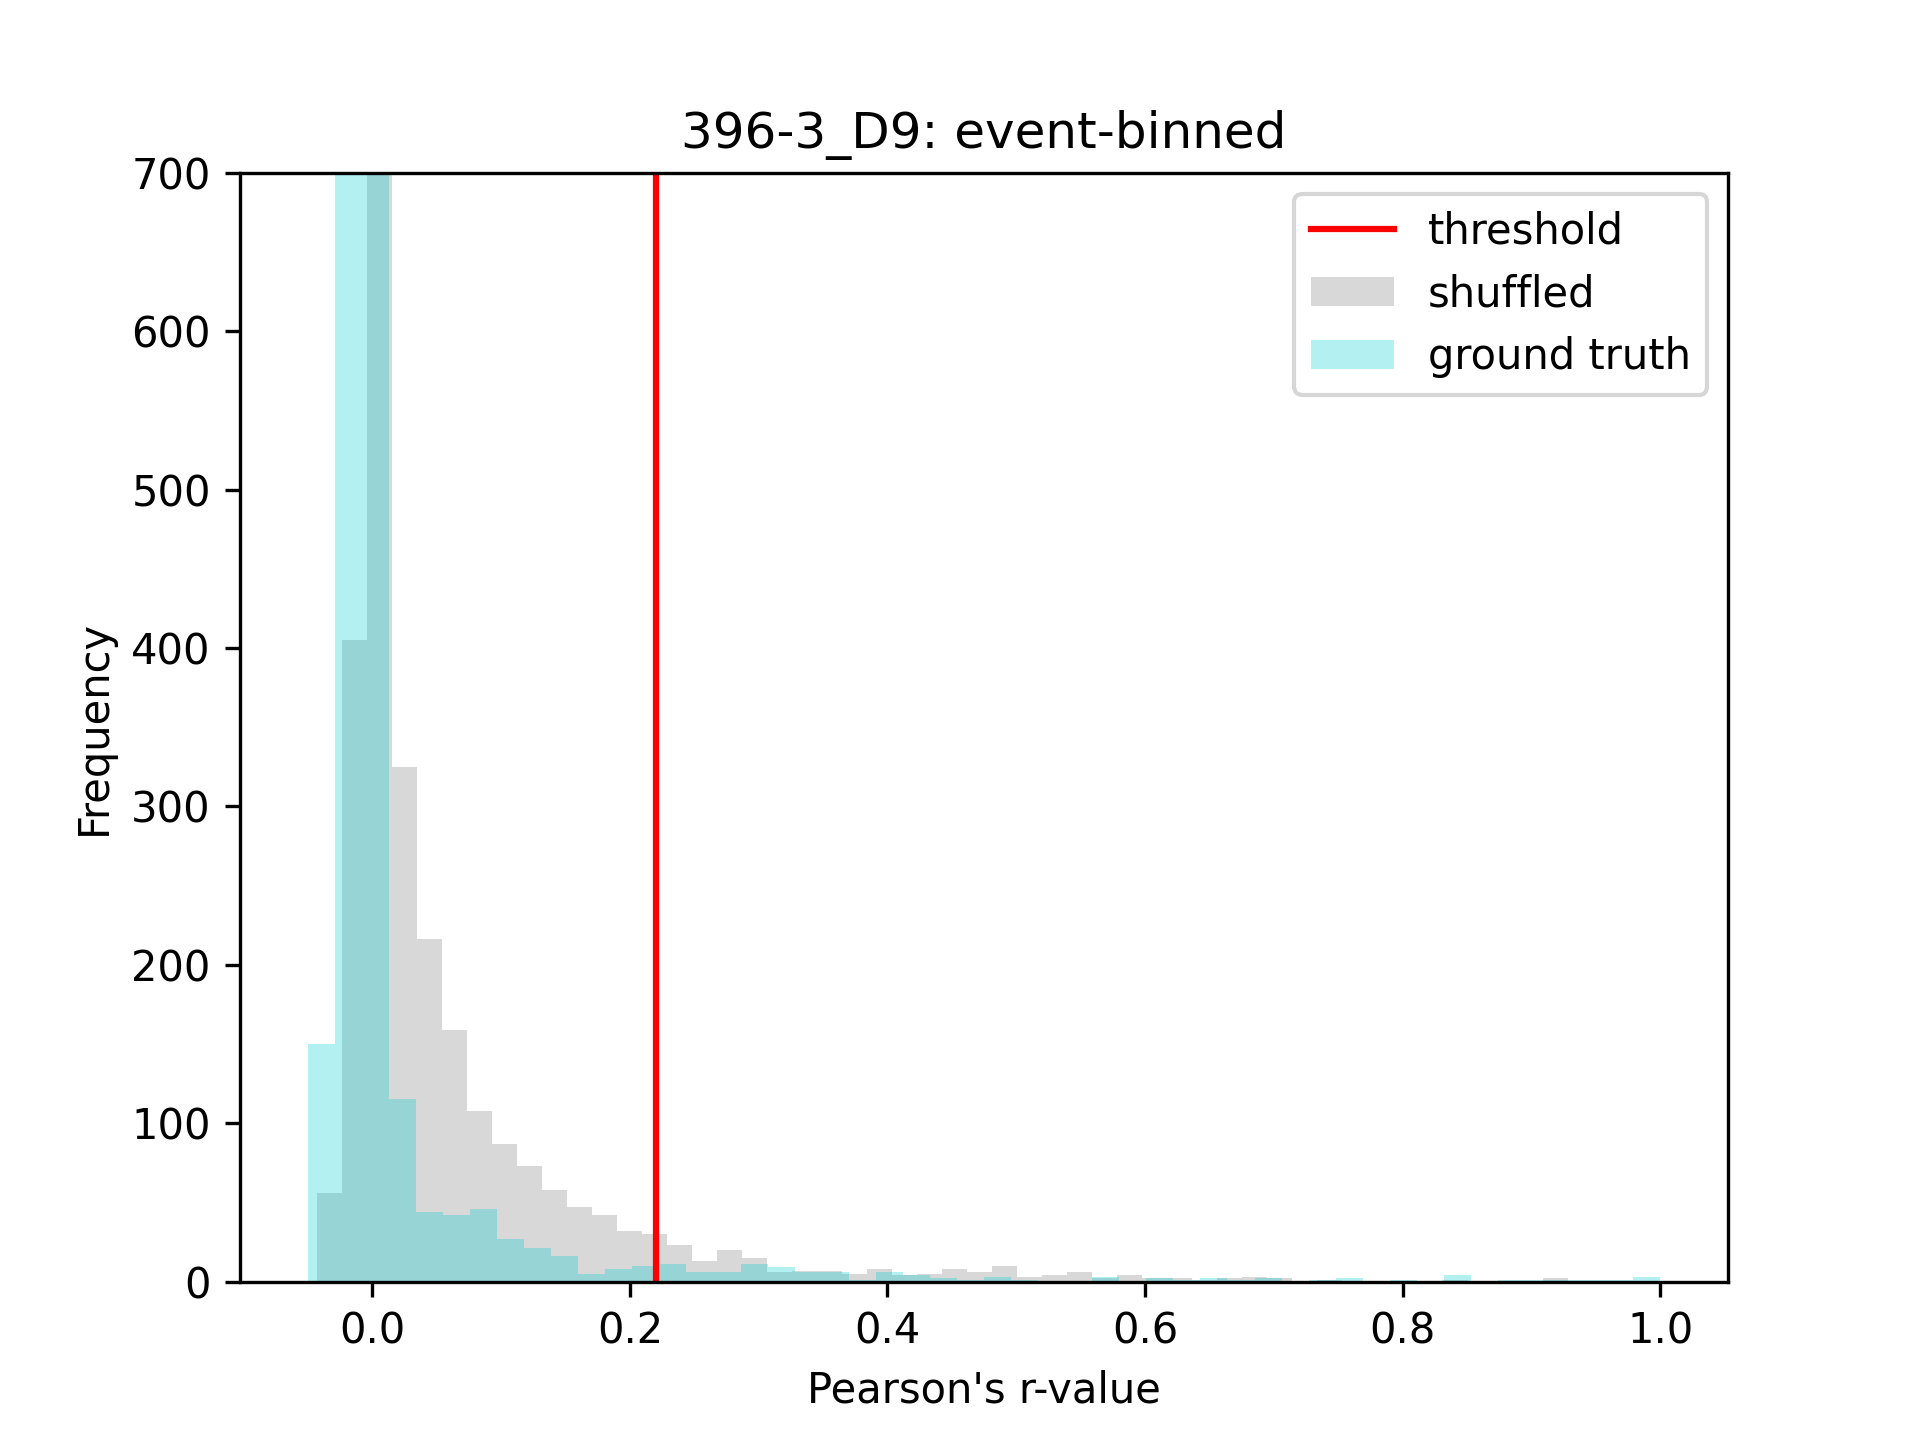 396-3_D9: event-binned
700
600
500
400
300
200
100
0
Frequency
threshold
shuffled
ground truth
0.0 0.2 0.4 0.6 0.8 1.0
Pearson's r-value